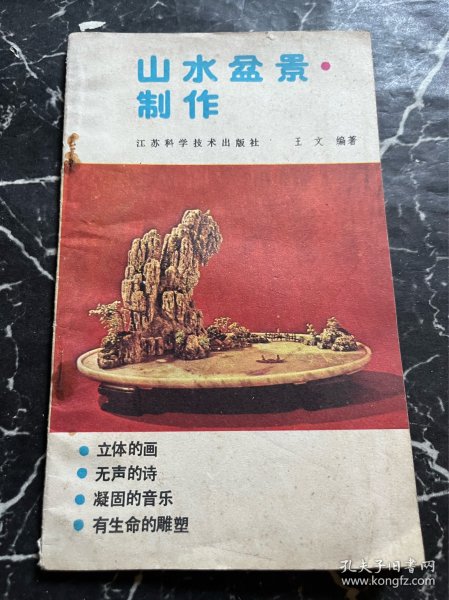 山水盆景·
制作
江苏科学技术出版社 王文 编著
● 立体的画
● 无声的诗
● 凝固的音乐
● 有生命的雕塑
孔夫子旧书网
www.kongfz.com